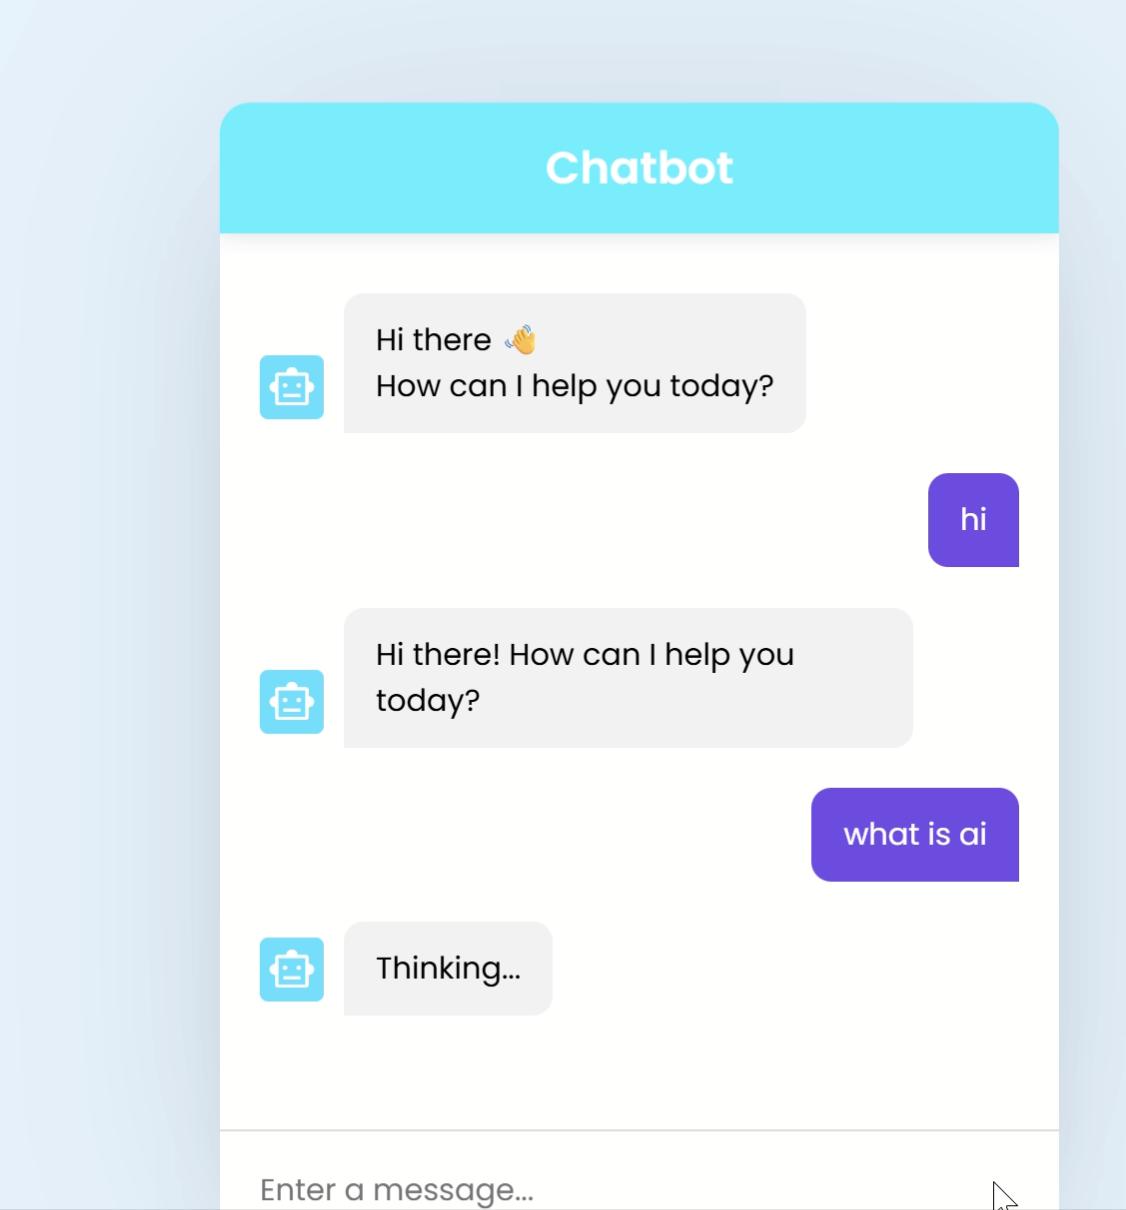 Chatbot
Hi there 👋
How can I help you today?
hi
Hi there! How can I help you
today?
what is ai
Thinking...
Enter a message...